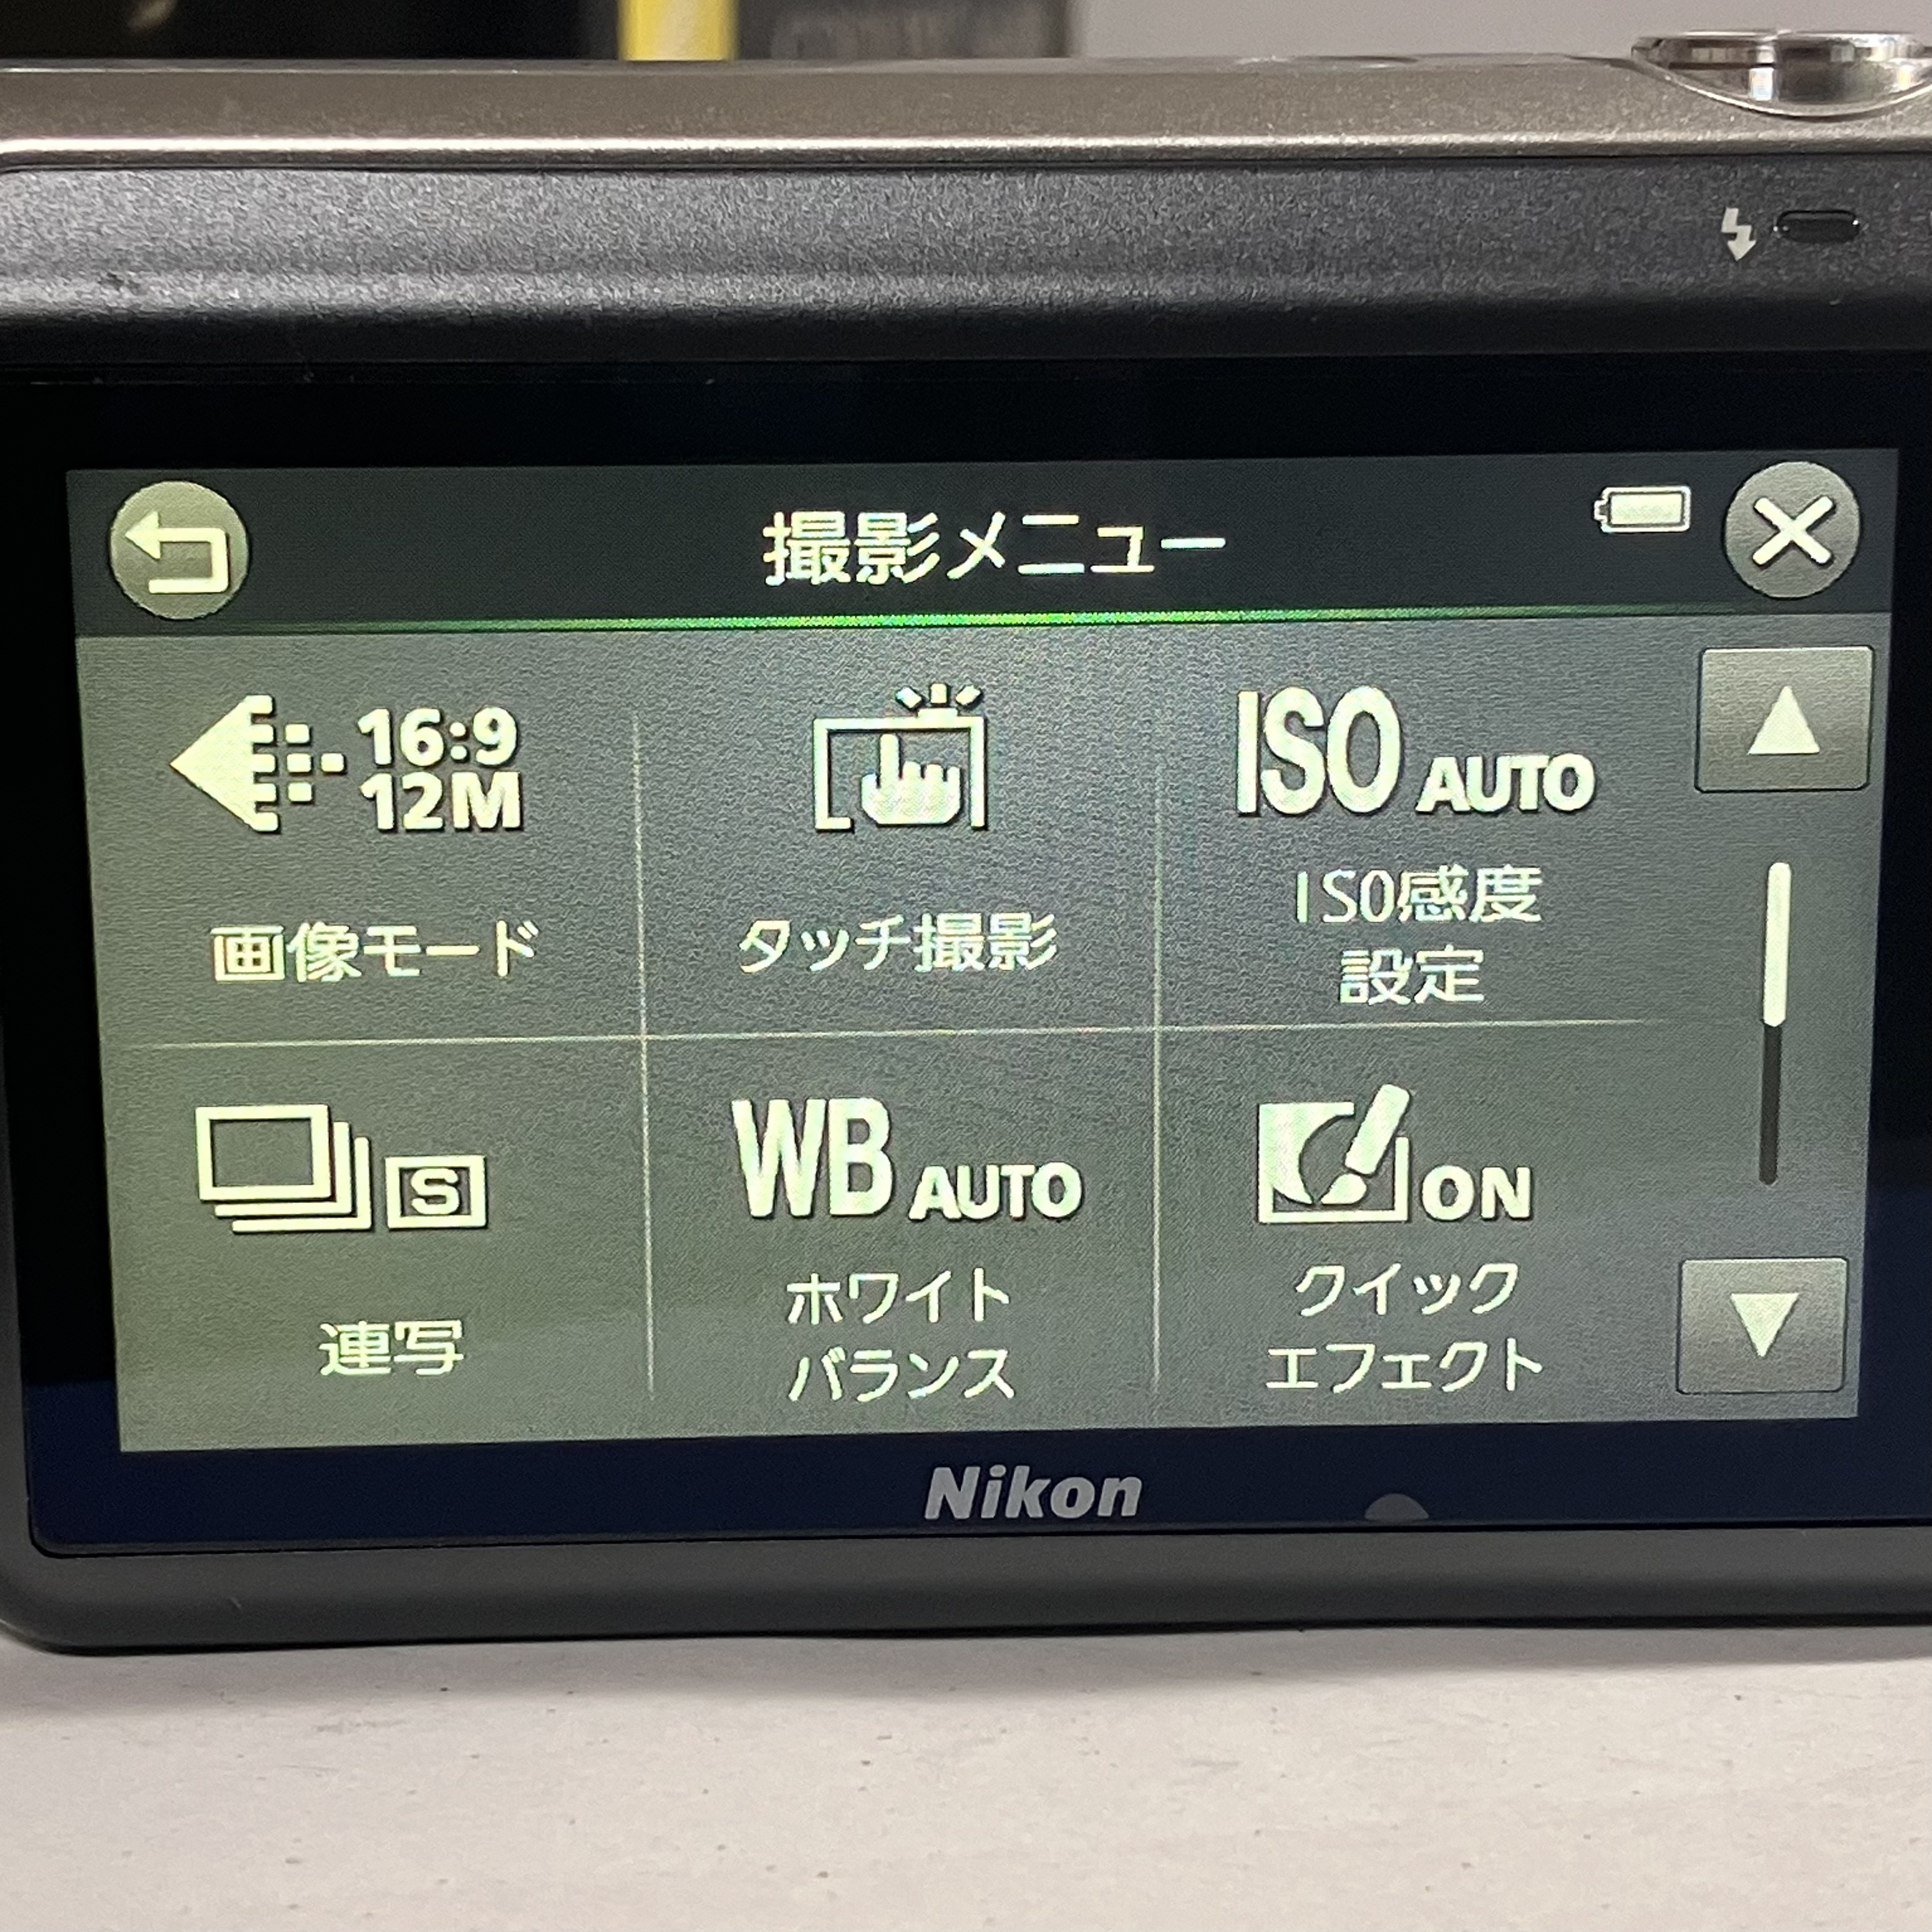 撮影メニュー
16:9
12M
画像モード
タッチ撮影
ISO AUTO
ISO感度
設定
S
連写
WB AUTO
ホワイト
バランス
ON
クイック
エフェクト
Nikon